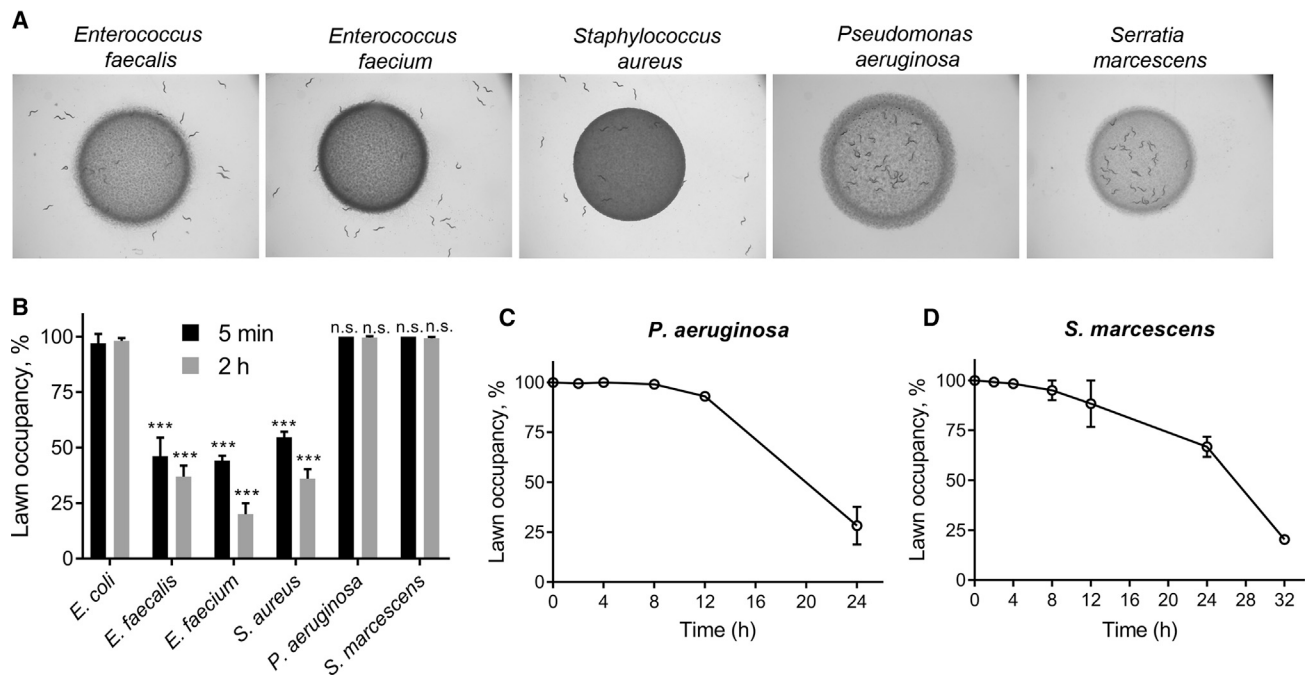 A
Enterococcus
faecalis
Enterococcus
faecium
Staphylococcus
aureus
Pseudomonas
aeruginosa
Serratia
marcescens
B
Lawn occupancy, %
100
75
50
25
0
5 min
2 h
***
***
***
***
***
***
n.s.
n.s.
n.s.
n.s.
E. coli
E. faecalis
E. faecium
S. aureus
P. aeruginosa
S. marcescens
C
P. aeruginosa
Lawn occupancy, %
100
75
50
25
0
0 4 8 12 16 20 24
Time (h)
D
S. marcescens
Lawn occupancy, %
100
75
50
25
0
0 4 8 12 16 20 24 28 32
Time (h)